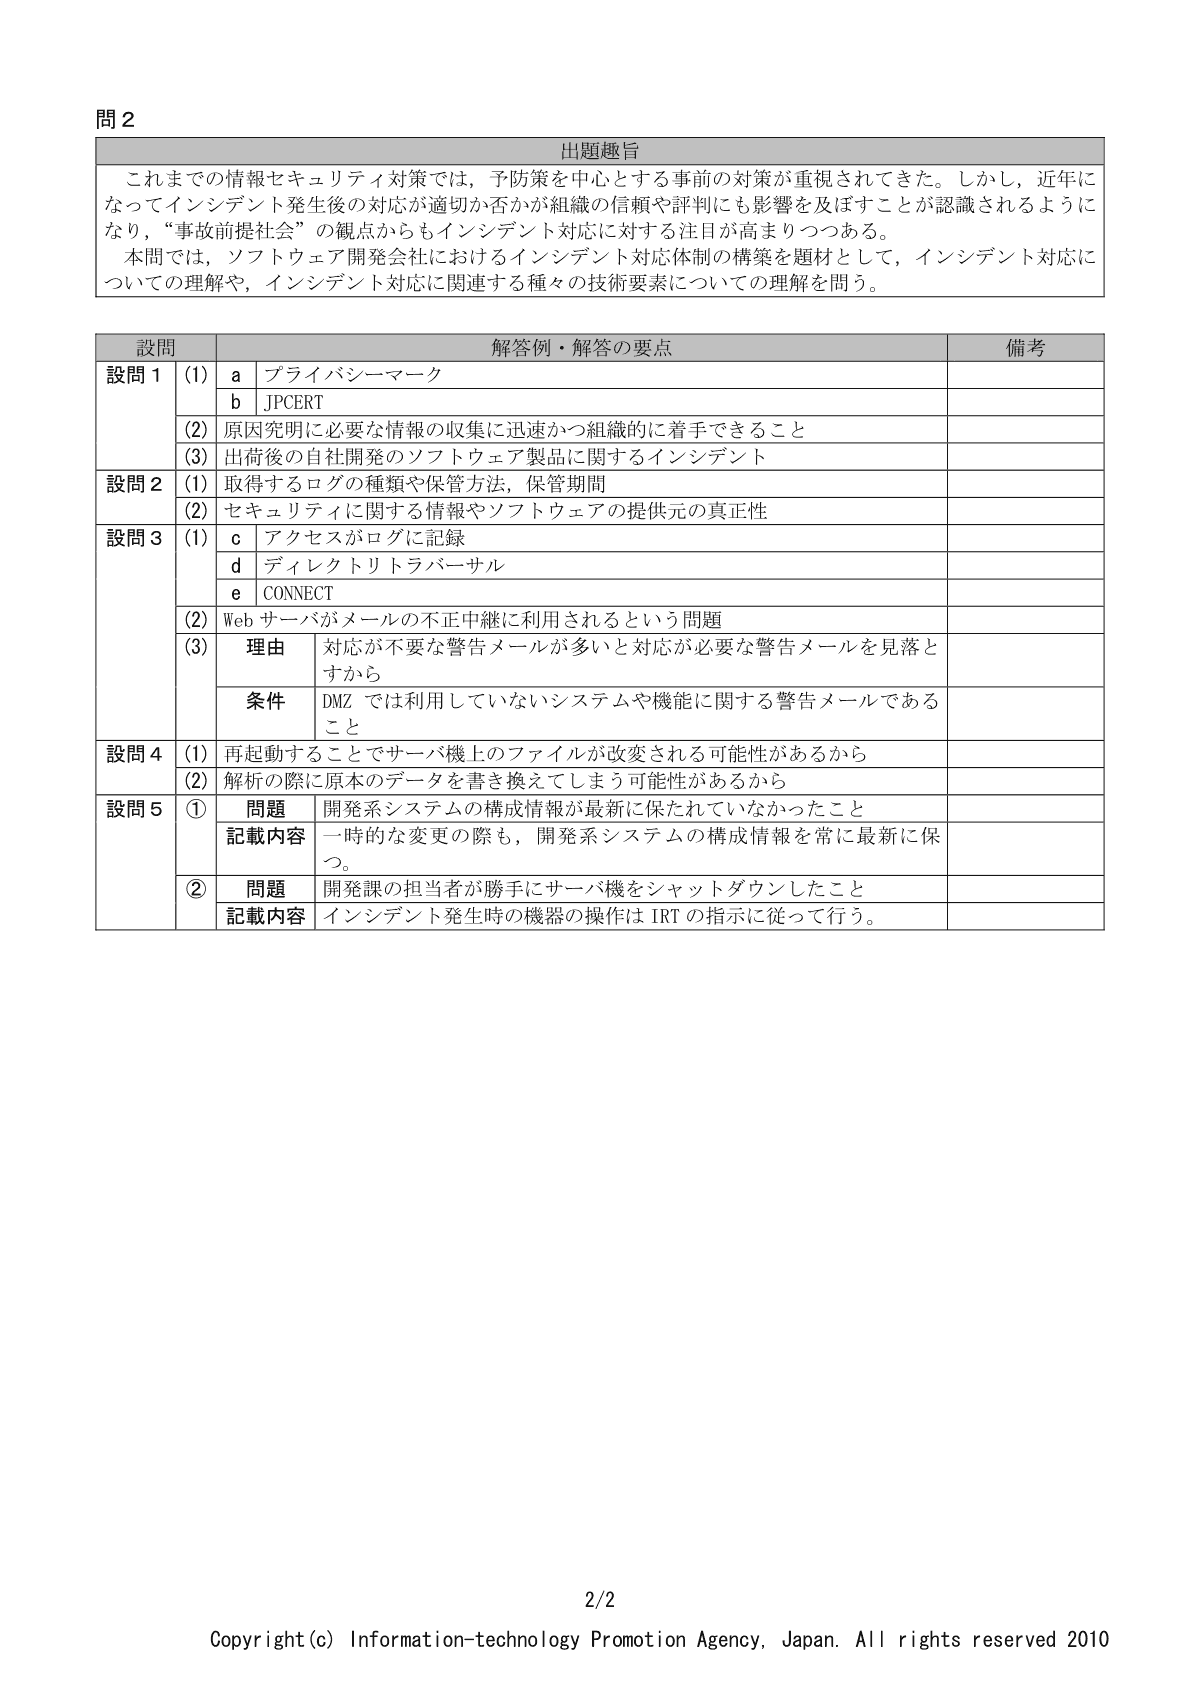 問２
出題趣旨
これまでの情報セキュリティ対策では，予防策を中心とする事前の対策が重視されてきた。しかし，近年に
なってインシデント発生後の対応が適切か否かが組織の信頼や評判にも影響を及ぼすことが認識されるように
なり，“事故前提社会”の観点からもインシデント対応に対する注目が高まりつつある。
本問では，ソフトウェア開発会社におけるインシデント対応体制の構築を題材として，インシデント対応に
ついての理解や，インシデント対応に関連する種々の技術要素についての理解を問う。
設問 解答例・解答の要点 備考
設問１ (1) a プライバシーマーク
b JPCERT
(2) 原因究明に必要な情報の収集に迅速かつ組織的に着手できること
(3) 出荷後の自社開発のソフトウェア製品に関するインシデント
設問２ (1) 取得するログの種類や保管方法，保管期間
(2) セキュリティに関する情報やソフトウェアの提供元の真正性
設問３ (1) c アクセスがログに記録
d ディレクトリトラバーサル
e CONNECT
(2) Web サーバがメールの不正中継に利用されるという問題
(3) 理由 対応が不要な警告メールが多いと対応が必要な警告メールを見落と
すから
条件 DMZ では利用していないシステムや機能に関する警告メールである
こと
設問４ (1) 再起動することでサーバ機上のファイルが改変される可能性があるから
(2) 解析の際に原本のデータを書き換えてしまう可能性があるから
設問５ ① 問題 開発系システムの構成情報が最新に保たれていなかったこと
記載内容 一時的な変更の際も，開発系システムの構成情報を常に最新に保
つ。
② 問題 開発課の担当者が勝手にサーバ機をシャットダウンしたこと
記載内容 インシデント発生時の機器の操作は IRT の指示に従って行う。
2/2
Copyright(c) Information-technology Promotion Agency, Japan. All rights reserved 2010